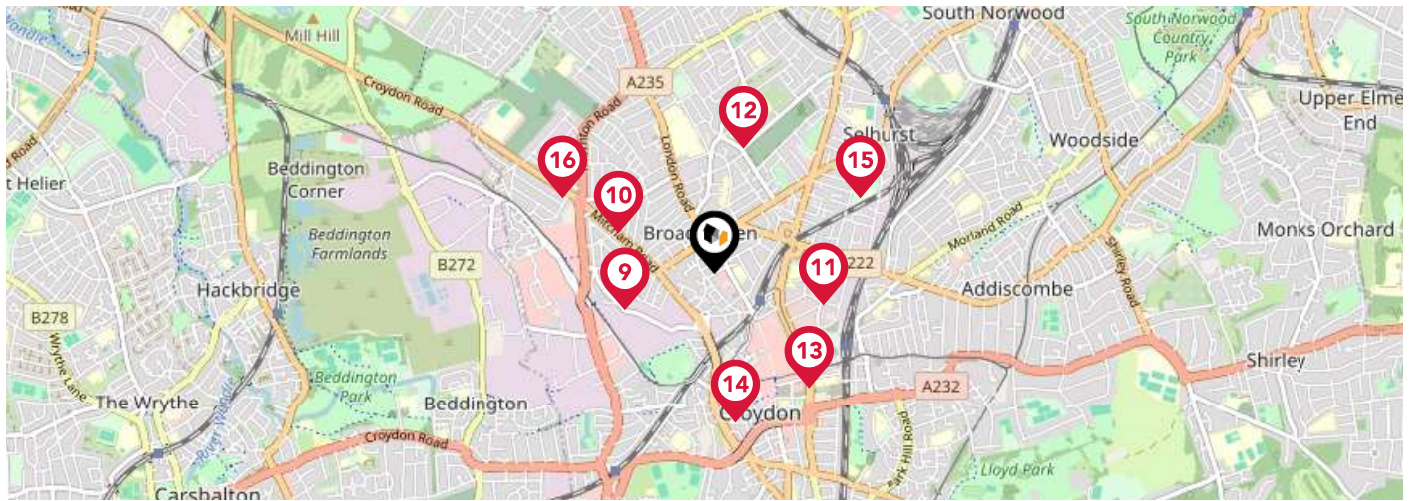 South Norwood
Mill Hill
South Norwood
Country
Park
A235
Croydon Road
London Road
12
Upper Elme
End
Selhurst
Woodside
16
15
Beddington
Corner
t Helier
10
Mitcham Road
Morland Road
Monks Orchard
Beddington
Farmlands
B272
9
11
222
Shirley Road
Addiscombe
Hackbridge
B278
13
Shirley
Wrythe Lane
14
A232
Beddington
Park
The Wrythe
Beddington
Croydon
River Wandle
Croydon Road
Park Hill Road
Lloyd Park
Carshalton